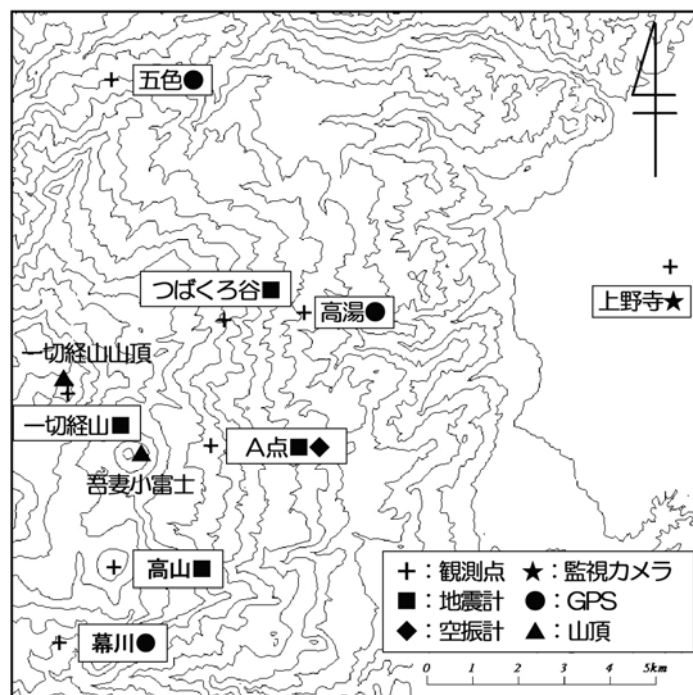 五色●
つばくろ谷■
高湯●
上野寺★
一切経山山頂
一切経山■
A点■◆
吾妻小富士
高山■
幕川●
+：観測点 ★：監視カメラ
■：地震計 ●：GPS
◆：空振計 ▲：山頂
0 1 2 3 4 5km